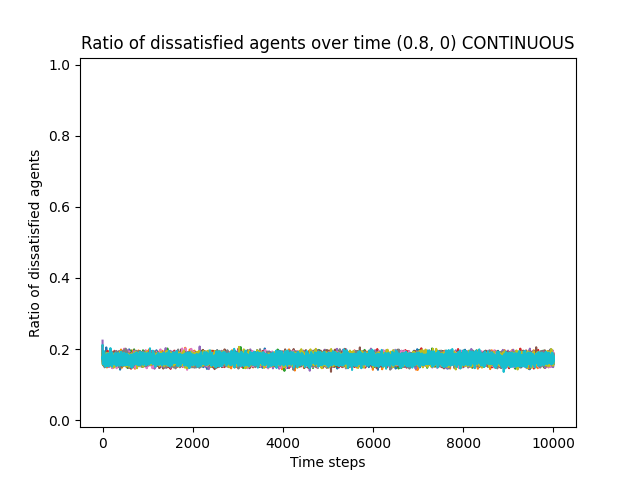 Ratio of dissatisfied agents over time (0.8, 0) CONTINUOUS
1.0
0.8
0.6
0.4
0.2
0.0
Ratio of dissatisfied agents
0 2000 4000 6000 8000 10000
Time steps